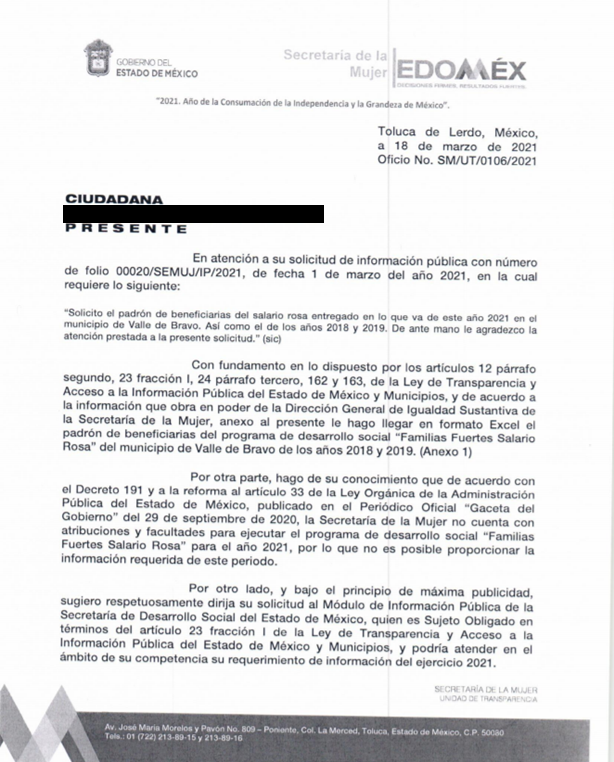 GOBIERNO DEL
ESTADO DE MÉXICO
Secretaría de la
Mujer
EDOMÉX
DECISIONES FIRMES, RESULTADOS FUERTES.
"2021. Año de la Consumación de la Independencia y la Grandeza de México".
Toluca de Lerdo, México,
a 18 de marzo de 2021
Oficio No. SM/UT/0106/2021
CIUDADANA
PRESENTE
En atención a su solicitud de información pública con número
de folio 00020/SEMUJ/IP/2021, de fecha 1 de marzo del año 2021, en la cual
requiere lo siguiente:
"Solicito el padrón de beneficiarias del salario rosa entregado en lo que va de este año 2021 en el
municipio de Valle de Bravo. Así como el de los años 2018 y 2019. De ante mano le agradezco la
atención prestada a la presente solicitud." (sic)
Con fundamento en lo dispuesto por los artículos 12 párrafo
segundo, 23 fracción I, 24 párrafo tercero, 162 y 163, de la Ley de Transparencia y
Acceso a la Información Pública del Estado de México y Municipios, y de acuerdo a
la información que obra en poder de la Dirección General de Igualdad Sustantiva de
la Secretaría de la Mujer, anexo al presente le hago llegar en formato Excel el
padrón de beneficiarias del programa de desarrollo social "Familias Fuertes Salario
Rosa" del municipio de Valle de Bravo de los años 2018 y 2019. (Anexo 1)
Por otra parte, hago de su conocimiento que de acuerdo con
el Decreto 191 y a la reforma al artículo 33 de la Ley Orgánica de la Administración
Pública del Estado de México, publicado en el Periódico Oficial "Gaceta del
Gobierno" del 29 de septiembre de 2020, la Secretaría de la Mujer no cuenta con
atribuciones y facultades para ejecutar el programa de desarrollo social "Familias
Fuertes Salario Rosa" para el año 2021, por lo que no es posible proporcionar la
información requerida de este periodo.
Por otro lado, y bajo el principio de máxima publicidad,
sugiero respetuosamente dirija su solicitud al Módulo de Información Pública de la
Secretaría de Desarrollo Social del Estado de México, quien es Sujeto Obligado en
términos del artículo 23 fracción I de la Ley de Transparencia y Acceso a la
Información Pública del Estado de México y Municipios, y podría atender en el
ámbito de su competencia su requerimiento de información del ejercicio 2021.
SECRETARÍA DE LA MUJER
UNIDAD DE TRANSPARENCIA
Av. José María Morelos y Pavón No. 809 – Poniente, Col. La Merced, Toluca, Estado de México, C.P. 50080
Tels.: 01 (722) 213-89-15 y 213-89-16